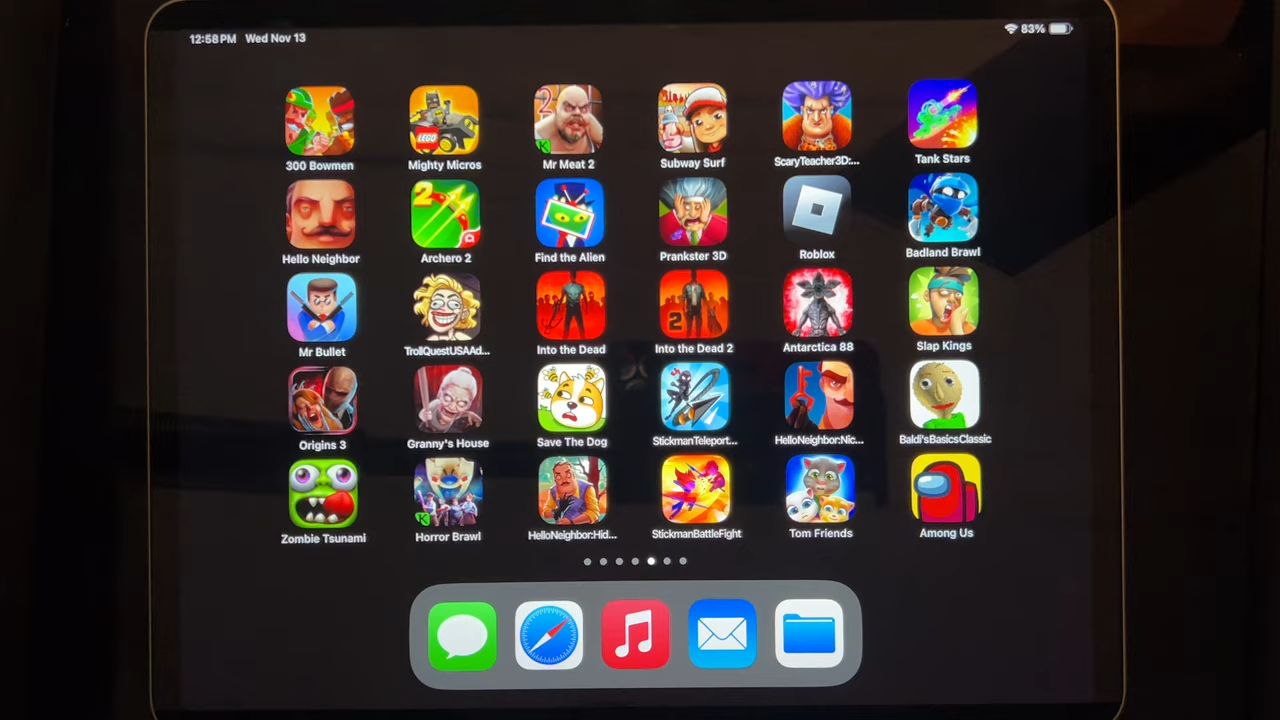 12:58 PM Wed Nov 13
83%
300 Bowmen
LEGO
Mighty Micros
Mr Meat 2
Subway Surf
ScaryTeacher3D:...
Tank Stars
Hello Neighbor
2
Archero 2
Find the Alien
Prankster 3D
Roblox
Badland Brawl
Mr Bullet
TrollQuestUSAAd...
Into the Dead
2
Into the Dead 2
Antarctica 88
Slap Kings
Origins 3
Granny's House
Save The Dog
StickmanTeleport...
HelloNeighbor:Nic...
Baldi'sBasicsClassic
Zombie Tsunami
K
Horror Brawl
HelloNeighbor:Hid...
StickmanBattleFight
Tom Friends
Among Us